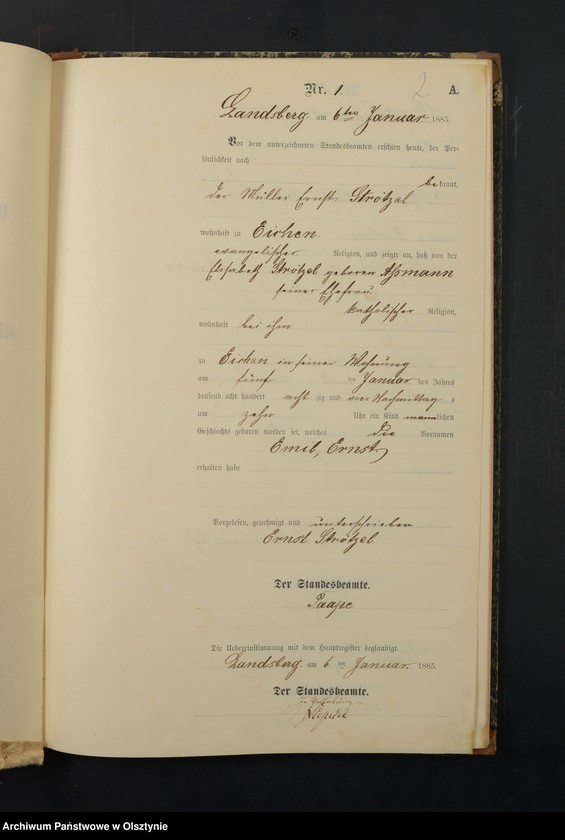 Nr. 1. 2 A.
Landsberg am 6ten Januar 1885.
Vor dem unterzeichneten Standesbeamten erschien heute, der Per-
sönlichkeit nach
bekannt,
der Müller Ernst Strötzel
wohnhaft zu Eichen
evangelischer Religion, und zeigte an, daß von der
Elisabeth Strötzel geboren Aßmann
seiner Ehefrau
katholischer Religion,
wohnhaft bei ihm
zu Eichen in seiner Wohnung
am fünf ten Januar des Jahres
tausend acht hundert acht zig und Nachmittag s
um zehn Uhr ein Kind männlichen
Geschlechts geboren worden sei, welches die Vornamen
Emil, Ernst
erhalten habe
Vorgelesen, genehmigt und unterschrieben
Ernst Strötzel
Der Standesbeamte.
Paape
Die Uebereinstimmung mit dem Hauptregister beglaubigt.
Landsberg am 6 ten Januar 1885.
Der Standesbeamte.
Archiwum Państwowe w Olsztynie